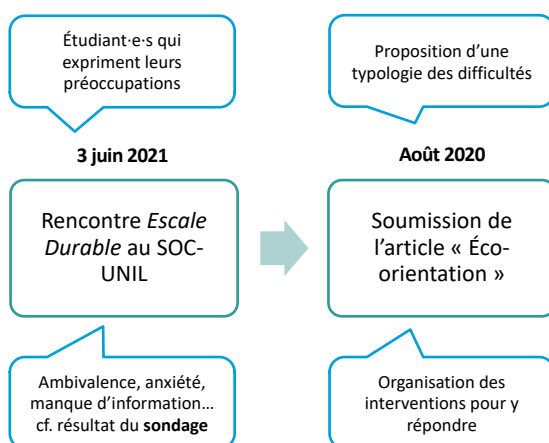 Étudiant·e·s qui
expriment leurs
préoccupations
3 juin 2021
Rencontre Escale
Durable au SOC-
UNIL
Ambivalence, anxiété,
manque d'information…
cf. résultat du sondage
Proposition d'une
typologie des difficultés
Août 2020
Soumission de
l'article « Éco-
orientation »
Organisation des
interventions pour y
répondre